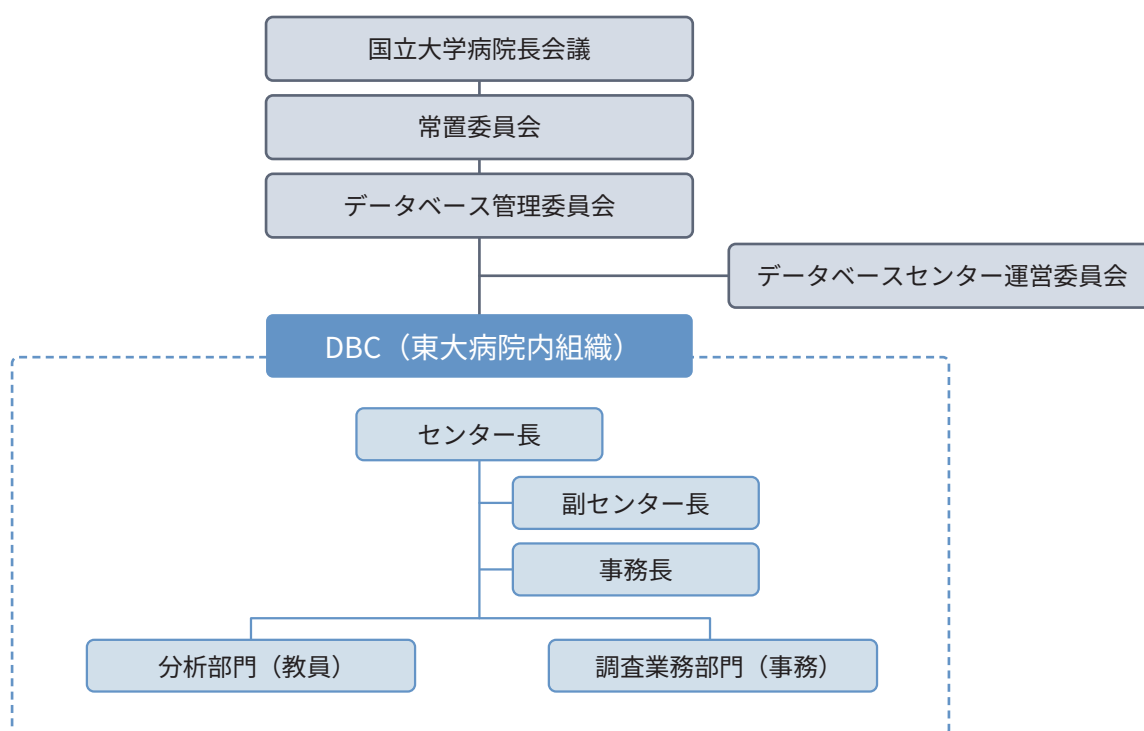 国立大学病院長会議
常置委員会
データベース管理委員会
データベースセンター運営委員会
DBC（東大病院内組織）
センター長
副センター長
事務長
分析部門（教員）
調査業務部門（事務）